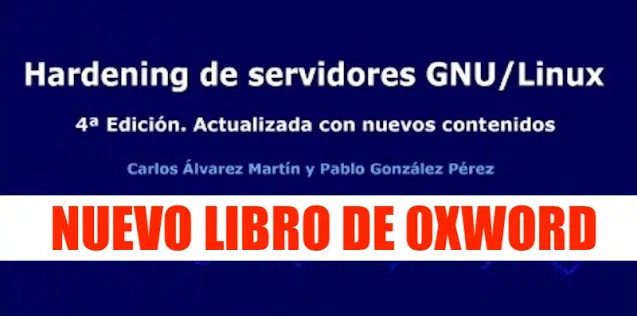 Hardening de servidores GNU/Linux
4ª Edición. Actualizada con nuevos contenidos
Carlos Álvarez Martín y Pablo González Pérez
NUEVO LIBRO DE 0XWORD